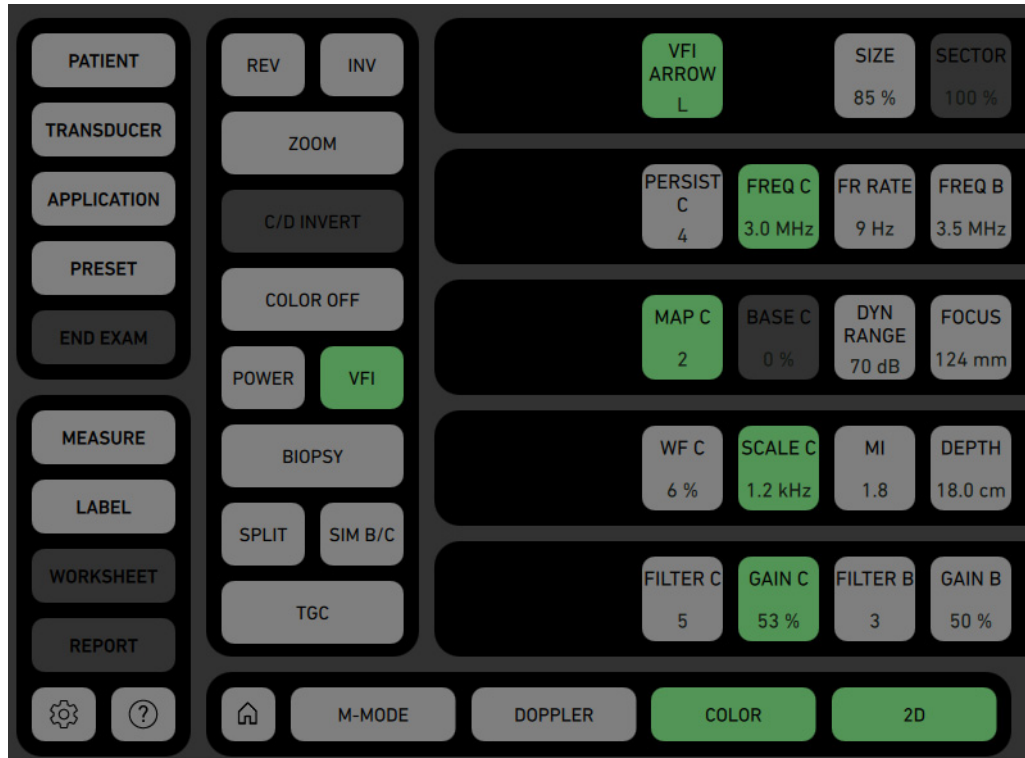 PATIENT
TRANSDUCER
APPLICATION
PRESET
END EXAM
MEASURE
LABEL
WORKSHEET
REPORT
?
REV
INV
ZOOM
C/D INVERT
COLOR OFF
POWER
VFI
BIOPSY
SPLIT
SIM B/C
TGC
VFI
ARROW
L
SIZE
85 %
SECTOR
100 %
PERSIST
C
4
FREQ C
3.0 MHz
FR RATE
9 Hz
FREQ B
3.5 MHz
MAP C
2
BASE C
0 %
DYN
RANGE
70 dB
FOCUS
124 mm
WF C
6 %
SCALE C
1.2 kHz
MI
1.8
DEPTH
18.0 cm
FILTER C
5
GAIN C
53 %
FILTER B
3
GAIN B
50 %
M-MODE
DOPPLER
COLOR
2D